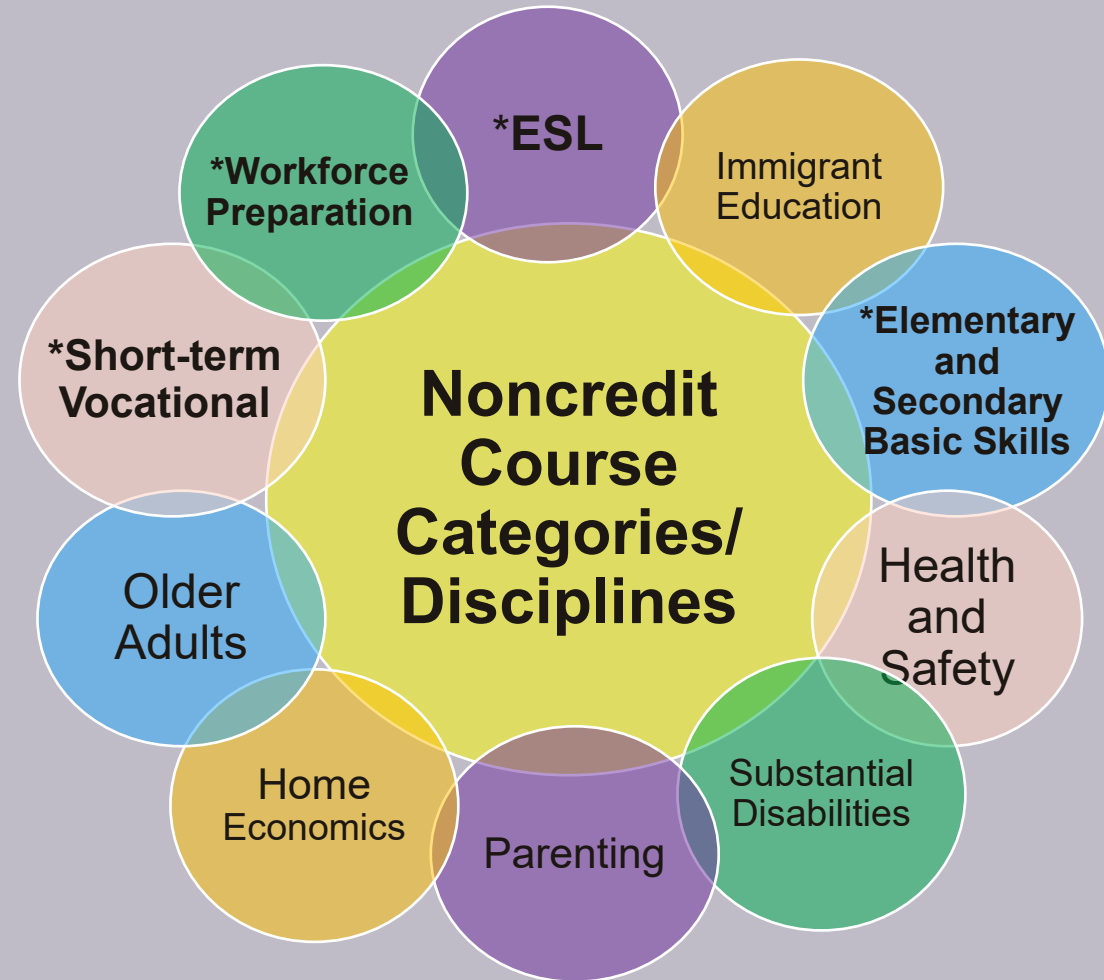 *ESL
Immigrant
Education
*Elementary
and
Secondary
Basic Skills
Health
and
Safety
Substantial
Disabilities
Parenting
Home
Economics
Older
Adults
*Short-term
Vocational
*Workforce
Preparation
Noncredit
Course
Categories/
Disciplines